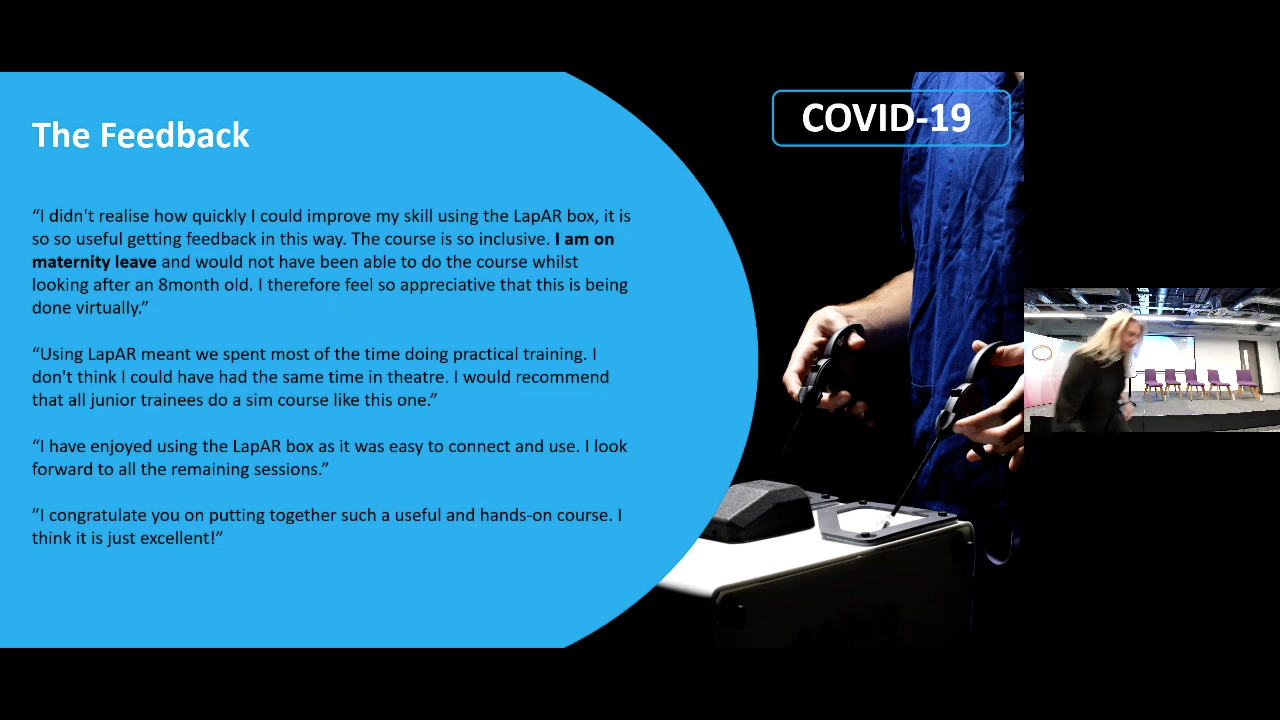 The Feedback
COVID-19
“I didn't realise how quickly I could improve my skill using the LapAR box, it is
so so useful getting feedback in this way. The course is so inclusive. I am on
maternity leave and would not have been able to do the course whilst
looking after an 8month old. I therefore feel so appreciative that this is being
done virtually.”
“Using LapAR meant we spent most of the time doing practical training. I
don't think I could have had the same time in theatre. I would recommend
that all junior trainees do a sim course like this one.”
“I have enjoyed using the LapAR box as it was easy to connect and use. I look
forward to all the remaining sessions.”
”I congratulate you on putting together such a useful and hands-on course. I
think it is just excellent!”